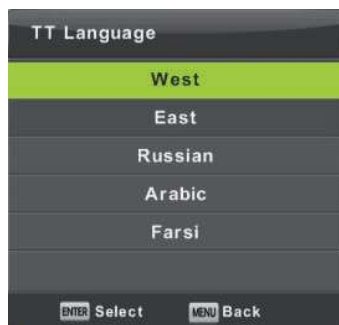 TT Language
West
East
Russian
Arabic
Farsi
ENTER Select MENU Back